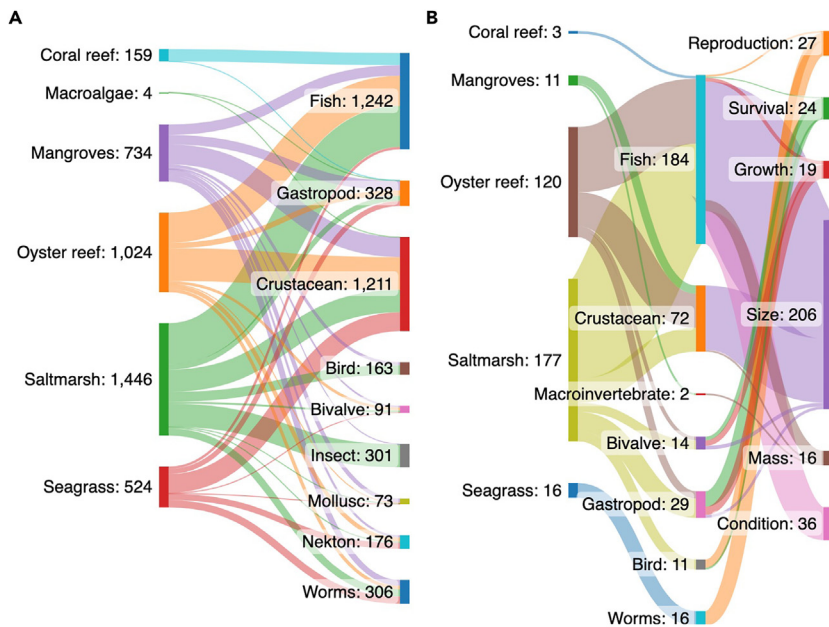 A
Coral reef: 159
Macroalgae: 4
Mangroves: 734
Oyster reef: 1,024
Saltmarsh: 1,446
Seagrass: 524
Fish: 1,242
Gastropod: 328
Crustacean: 1,211
Bird: 163
Bivalve: 91
Insect: 301
Mollusc: 73
Nekton: 176
Worms: 306
B
Coral reef: 3
Mangroves: 11
Oyster reef: 120
Saltmarsh: 177
Seagrass: 16
Fish: 184
Crustacean: 72
Macroinvertebrate: 2
Bivalve: 14
Gastropod: 29
Bird: 11
Worms: 16
Reproduction: 27
Survival: 24
Growth: 19
Size: 206
Mass: 16
Condition: 36